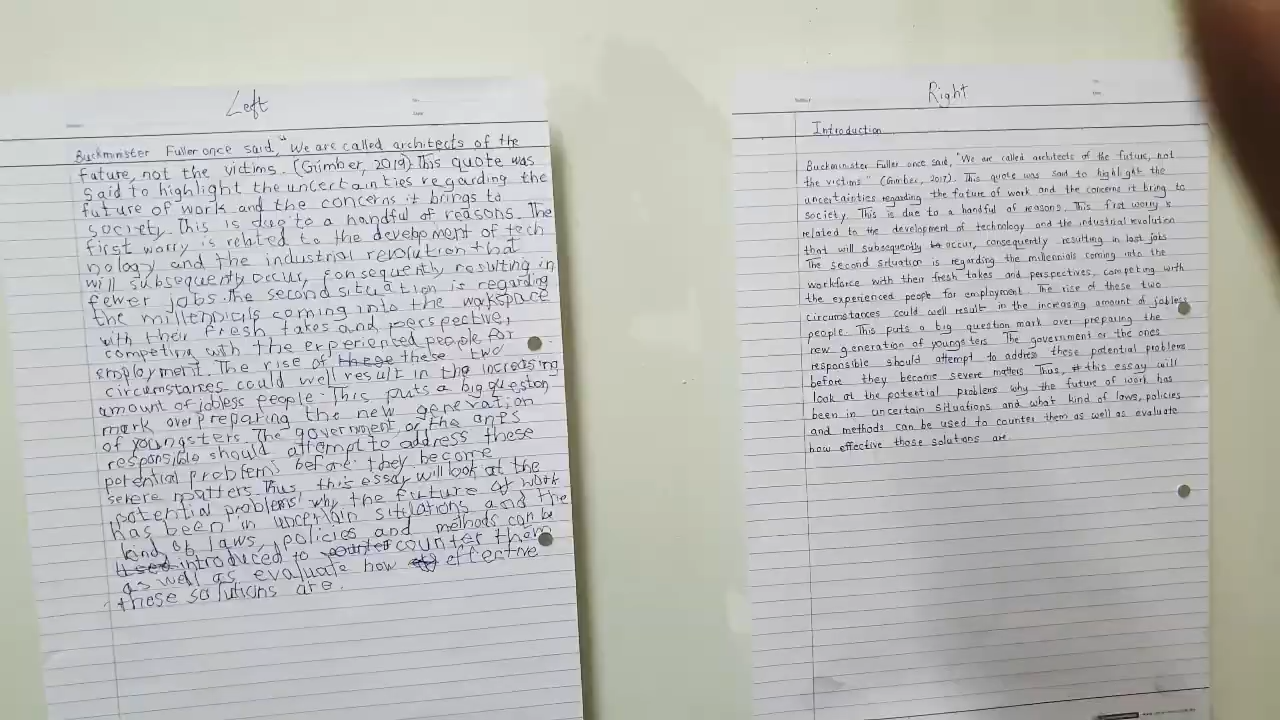 Left
Buckminister Fuller once said, "We are called architects of the
future, not the victims. (Grimber, 2019) This quote was
said to highlight the uncertainties regarding the
future of work and the concerns it brings to
society. This is due to a handful of reasons. The
first worry is related to the development of tech
nology and the industrial revolution that
will subsequently occur, consequently resulting in
fewer jobs the second situation is regarding
the millennials coming into the workspace
with their fresh takes and perspective,
competing with the experienced people for
employment. The rise of these these two
circumstanses could well result in the increasing
amount of jobless people. This puts a big question
mark over preparing the new generation
of youngsters. The government or the
responsible should attempt to address these
potential problems before they become
severe matters. Thus, this essay will look at the
potential problems why the future of work
has been in uncertain situations and the
kind of laws, policies and methods can be
used introduced to counter them
as well as evaluate how effective
these solutions are.
Right
Introduction
Buckminster Fuller once said, "We are called architects of the future, not
the victims" (Grimber, 2017). This quote was said to highlight the
uncertainties regarding the future of work and the concerns it bring to
society. This is due to a handful of reasons. This first worry is
related to the development of technology and the industrial revolution
that will subsequently occur, consequently resulting in lost jobs
The second situation is regarding the millennials coming into the
workforce with their fresh takes and perspectives, competing with
the experienced people for employment. The rise of these two
circumstances could well result in the increasing amount of jobless
people. This puts a big question mark over preparing the
new generation of youngsters. The government or the ones
responsible should attempt to address these potential problems
before they become severe matters. Thus, this essay will
look at the potential problems why the future of work has
been in uncertain situations and what kind of laws, policies
and methods can be used to counter them as well as evaluate
how effective those solutions are